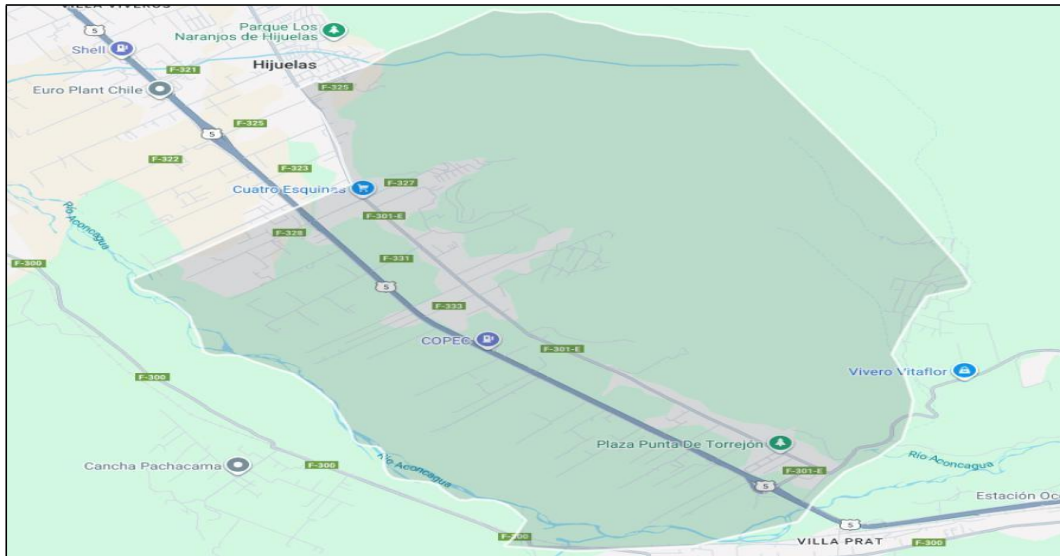 VILLA VIVEROS
5
Parque Los
Naranjos de Hijuelas
Shell
Hijuelas
F-321
Euro Plant Chile
F-325
F-325
5
F-322
F-323
F-327
Cuatro Esquinas
Río Aconcagua
F-301-E
F-328
F-300
F-331
5
F-333
COPEC
F-301-E
F-300
Vivero Vitaflor
Plaza Punta De Torrejón
Río Aconcagua
Cancha Pachacama
F-300
Río Aconcagua
F-301-E
5
Estación Oc
5
F-300
VILLA PRAT
F-300